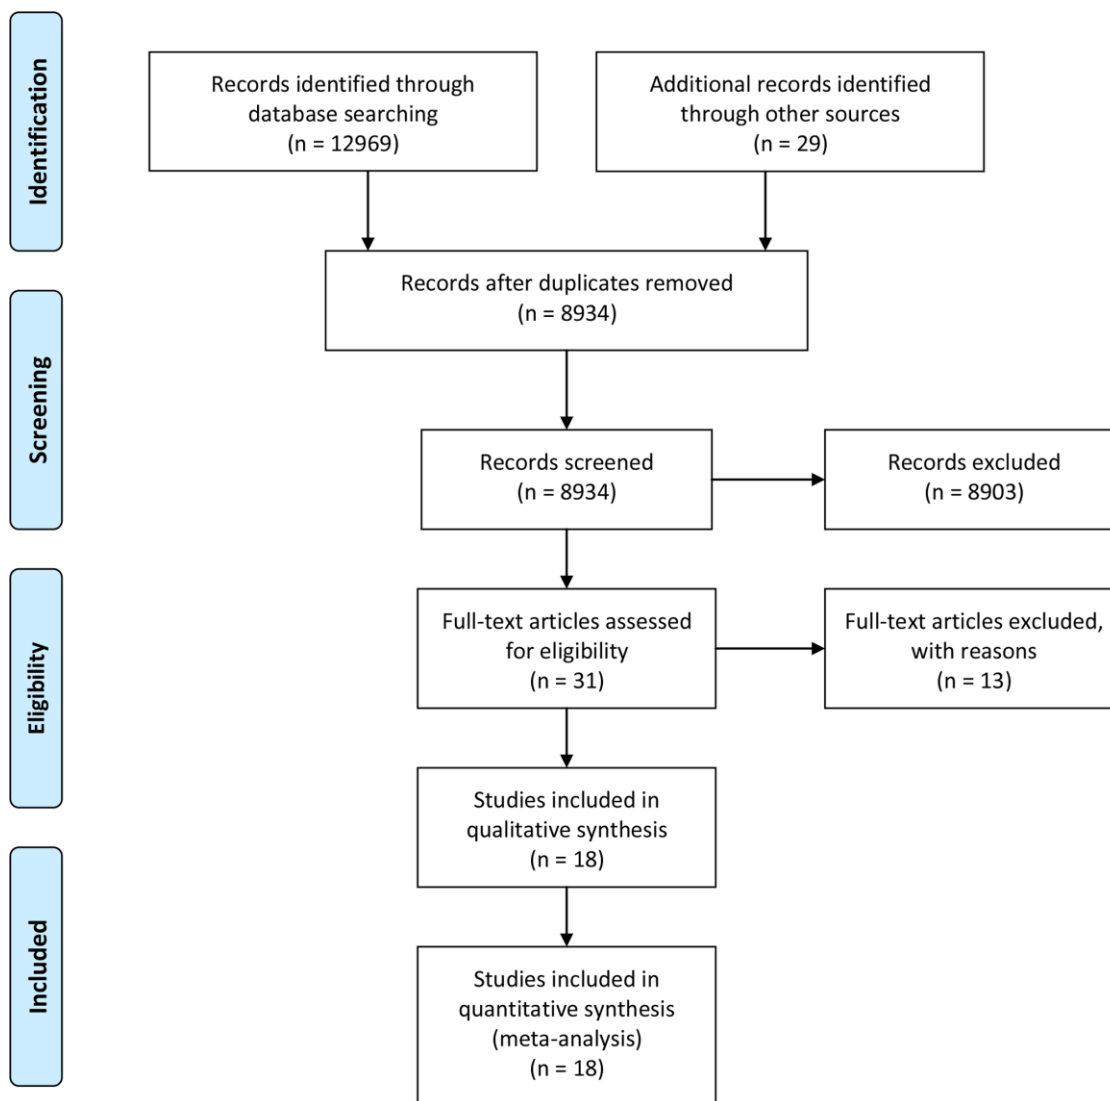 Identification
Records identified through
database searching
(n = 12969)
Additional records identified
through other sources
(n = 29)
Records after duplicates removed
(n = 8934)
Screening
Records screened
(n = 8934)
Records excluded
(n = 8903)
Eligibility
Full-text articles assessed
for eligibility
(n = 31)
Full-text articles excluded,
with reasons
(n = 13)
Studies included in
qualitative synthesis
(n = 18)
Included
Studies included in
quantitative synthesis
(meta-analysis)
(n = 18)